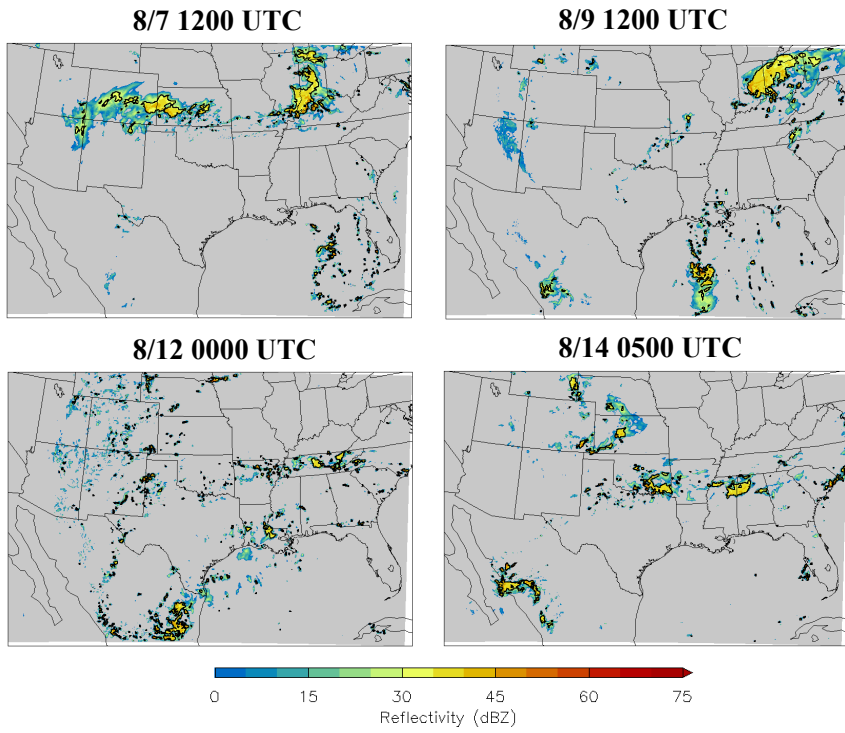 8/7 1200 UTC
8/9 1200 UTC
8/12 0000 UTC
8/14 0500 UTC
0 15 30 45 60 75
Reflectivity (dBZ)